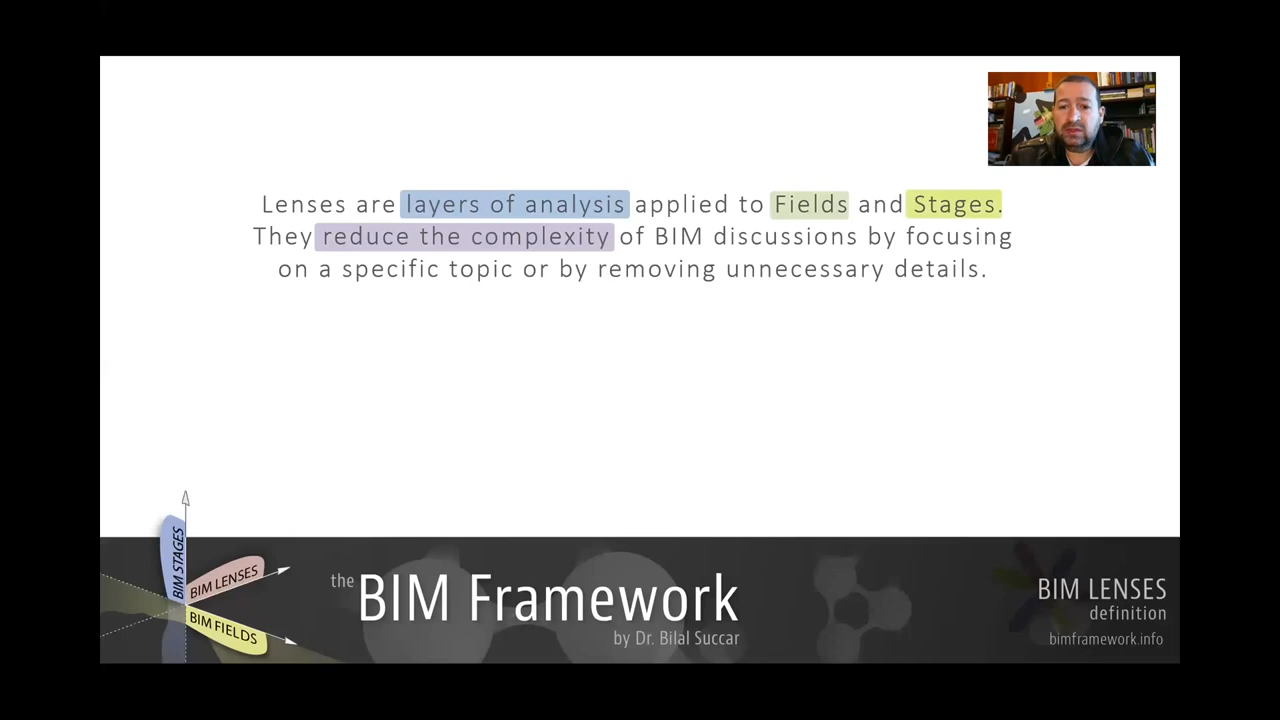 Lenses are layers of analysis applied to Fields and Stages.
They reduce the complexity of BIM discussions by focusing
on a specific topic or by removing unnecessary details.
BIM STAGES
BIM LENSES
BIM FIELDS
the BIM Framework
by Dr. Bilal Succar
BIM LENSES
definition
bimframework.info